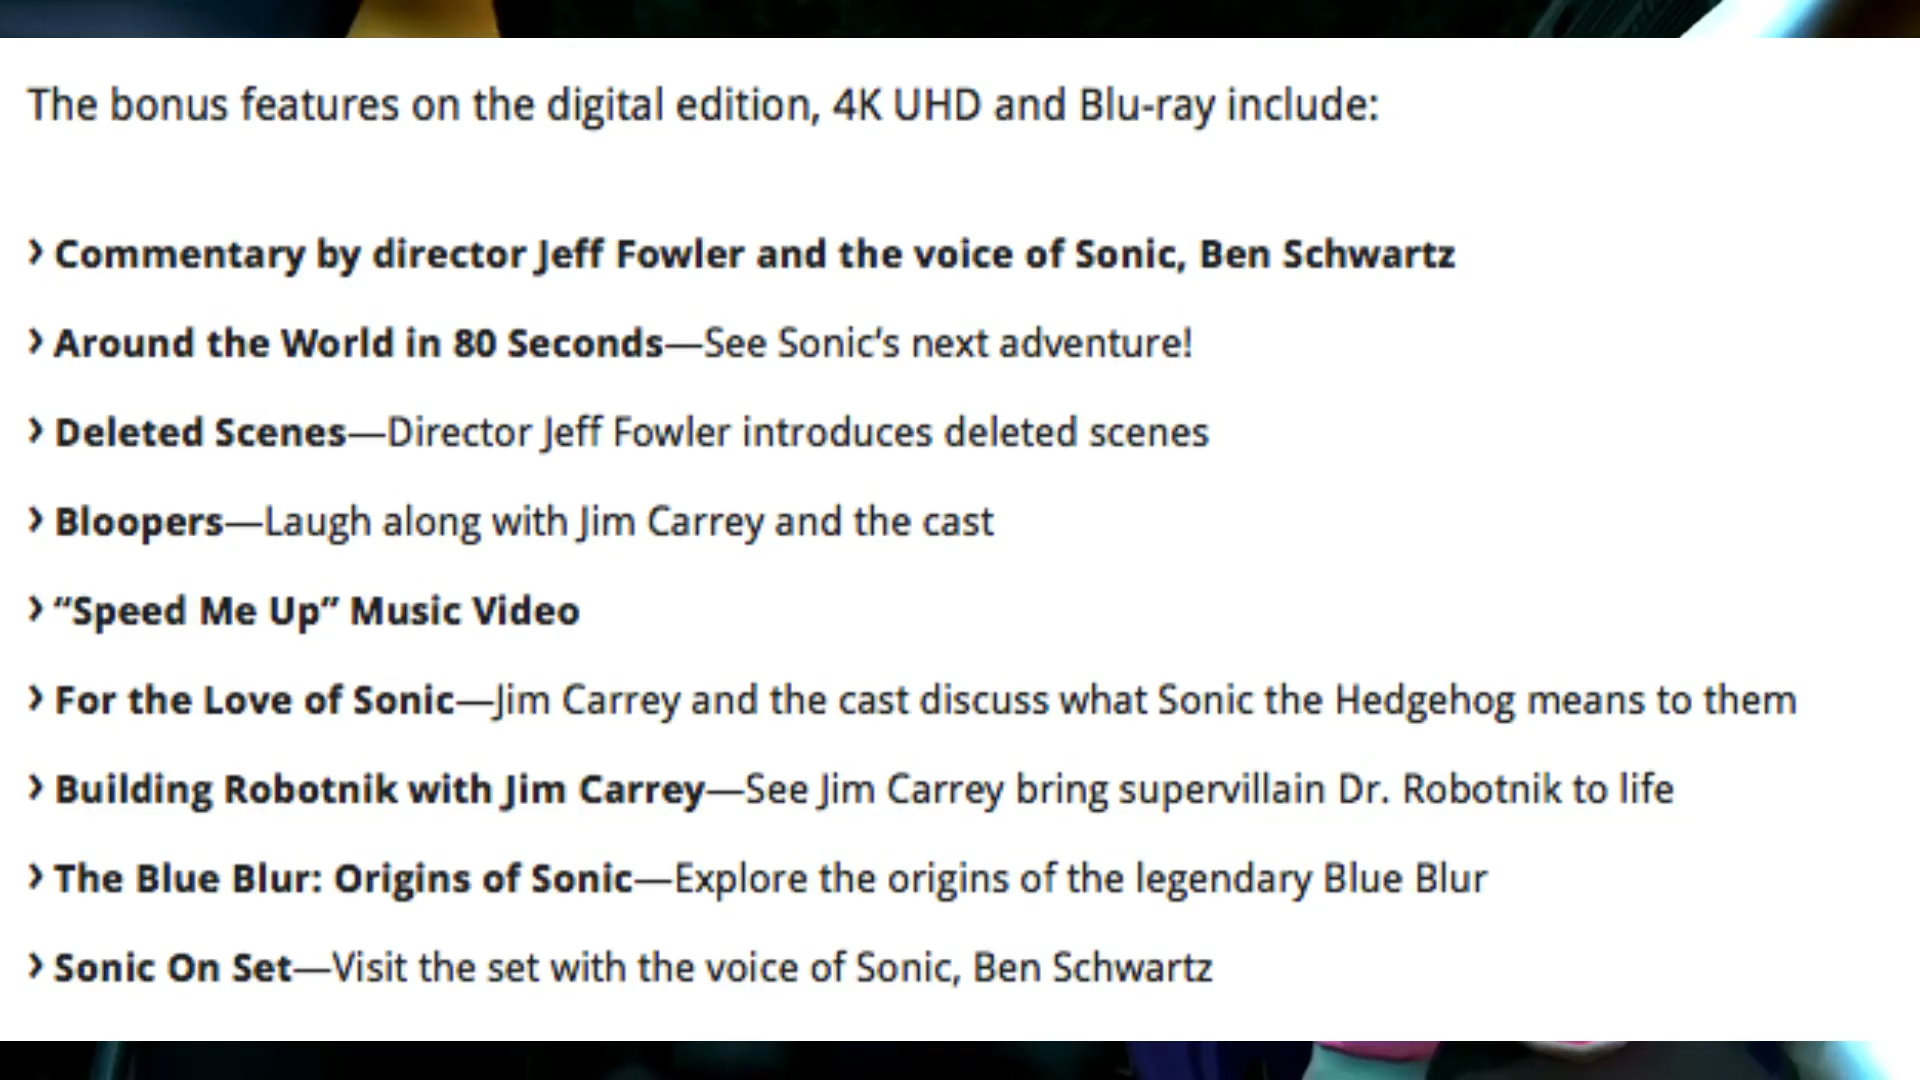 The bonus features on the digital edition, 4K UHD and Blu-ray include:
› Commentary by director Jeff Fowler and the voice of Sonic, Ben Schwartz
› Around the World in 80 Seconds—See Sonic’s next adventure!
› Deleted Scenes—Director Jeff Fowler introduces deleted scenes
› Bloopers—Laugh along with Jim Carrey and the cast
› “Speed Me Up” Music Video
› For the Love of Sonic—Jim Carrey and the cast discuss what Sonic the Hedgehog means to them
› Building Robotnik with Jim Carrey—See Jim Carrey bring supervillain Dr. Robotnik to life
› The Blue Blur: Origins of Sonic—Explore the origins of the legendary Blue Blur
› Sonic On Set—Visit the set with the voice of Sonic, Ben Schwartz